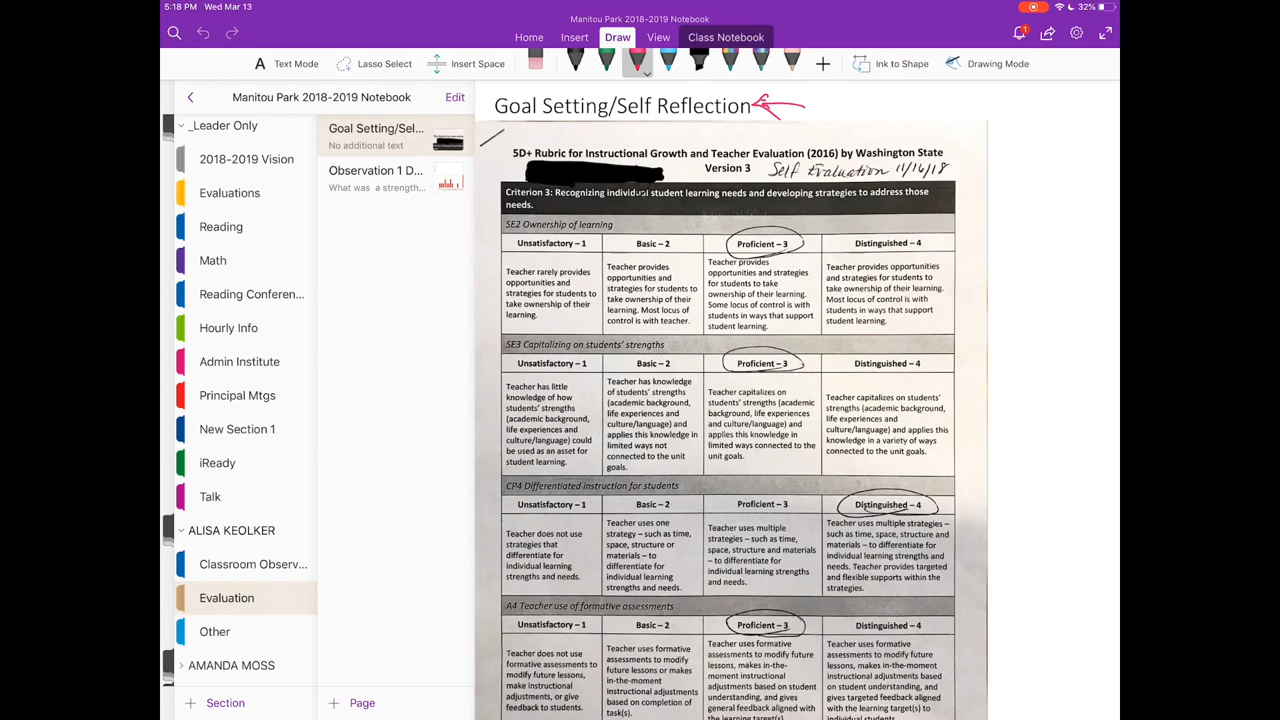 5:18 PM Wed Mar 13
32%
Manitou Park 2018-2019 Notebook
Home Insert Draw View Class Notebook
1
Text Mode Lasso Select Insert Space Ink to Shape Drawing Mode
Manitou Park 2018-2019 Notebook Edit
_Leader Only
2018-2019 Vision
Evaluations
Reading
Math
Reading Conferen...
Hourly Info
Admin Institute
Principal Mtgs
New Section 1
iReady
Talk
ALISA KEOLKER
Classroom Observ...
Evaluation
Other
AMANDA MOSS
Section
Goal Setting/Sel...
No additional text
Observation 1 D...
What was a strength...
Page
Goal Setting/Self Reflection
5D+ Rubric for Instructional Growth and Teacher Evaluation (2016) by Washington State
Version 3 Self Evaluation 11/16/18
Criterion 3: Recognizing individual student learning needs and developing strategies to address those
needs.
SE2 Ownership of learning
Unsatisfactory – 1 Basic – 2 Proficient – 3 Distinguished – 4
Teacher rarely provides
opportunities and
strategies for students to
take ownership of their
learning.
Teacher provides
opportunities and
strategies for students to
take ownership of their
learning. Most locus of
control is with teacher.
Teacher provides
opportunities and strategies
for students to take
ownership of their learning.
Some locus of control is with
students in ways that support
student learning.
Teacher provides opportunities
and strategies for students to
take ownership of their learning.
Most locus of control is with
students in ways that support
student learning.
SE3 Capitalizing on students' strengths
Unsatisfactory – 1 Basic – 2 Proficient – 3 Distinguished – 4
Teacher has little
knowledge of how
students' strengths
(academic background,
life experiences and
culture/language) could
be used as an asset for
student learning.
Teacher has knowledge
of students' strengths
(academic background,
life experiences and
culture/language) and
applies this knowledge in
limited ways not
connected to the unit
goals.
Teacher capitalizes on
students' strengths (academic
background, life experiences
and culture/language) and
applies this knowledge in
limited ways connected to the
unit goals.
Teacher capitalizes on students'
strengths (academic background,
life experiences and
culture/language) and applies this
knowledge in a variety of ways
connected to the unit goals.
CP4 Differentiated instruction for students
Unsatisfactory – 1 Basic – 2 Proficient – 3 Distinguished – 4
Teacher does not use
strategies that
differentiate for
individual learning
strengths and needs.
Teacher uses one
strategy – such as time,
space, structure or
materials – to
differentiate for
individual learning
strengths and needs.
Teacher uses multiple
strategies – such as time,
space, structure and materials
– to differentiate for
individual learning strengths
and needs.
Teacher uses multiple strategies –
such as time, space, structure and
materials – to differentiate for
individual learning strengths and
needs. Teacher provides targeted
and flexible supports within the
strategies.
A4 Teacher use of formative assessments
Unsatisfactory – 1 Basic – 2 Proficient – 3 Distinguished – 4
Teacher does not use
formative assessments to
modify future lessons,
make instructional
adjustments, or give
feedback to students.
Teacher uses formative
assessments to modify
future lessons or makes
in-the-moment
instructional adjustments
based on completion of
task(s).
Teacher uses formative
assessments to modify future
lessons, makes in-the-
moment instructional
adjustments based on student
understanding, and gives
general feedback aligned with
the learning target(s)
Teacher uses formative
assessments to modify future
lessons, makes in-the-moment
instructional adjustments based
on student understanding, and
gives targeted feedback aligned
with the learning target(s) to
individual students.